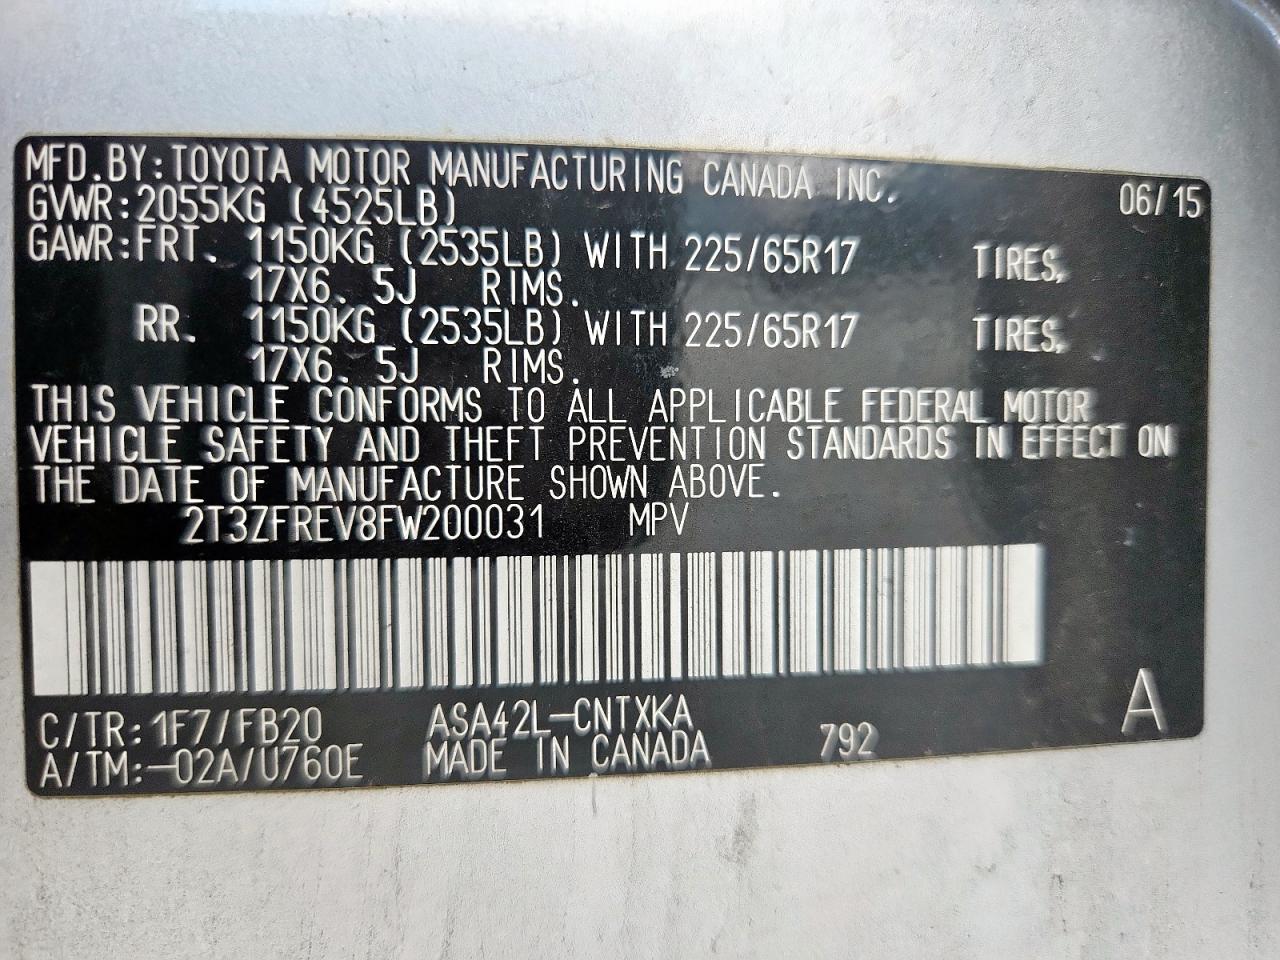 MFD.BY:TOYOTA MOTOR MANUFACTURING CANADA INC. 06/15
GVWR:2055KG (4525LB)
GAWR:FRT. 1150KG (2535LB) WITH 225/65R17 TIRES,
17X6.5J RIMS.
RR. 1150KG (2535LB) WITH 225/65R17 TIRES,
17X6.5J RIMS.
THIS VEHICLE CONFORMS TO ALL APPLICABLE FEDERAL MOTOR
VEHICLE SAFETY AND THEFT PREVENTION STANDARDS IN EFFECT ON
THE DATE OF MANUFACTURE SHOWN ABOVE.
2T3ZFREV8FW200031 MPV
C/TR:1F7/FB20 ASA42L-CNTXKA 792 A
A/TM:-02A/U760E MADE IN CANADA